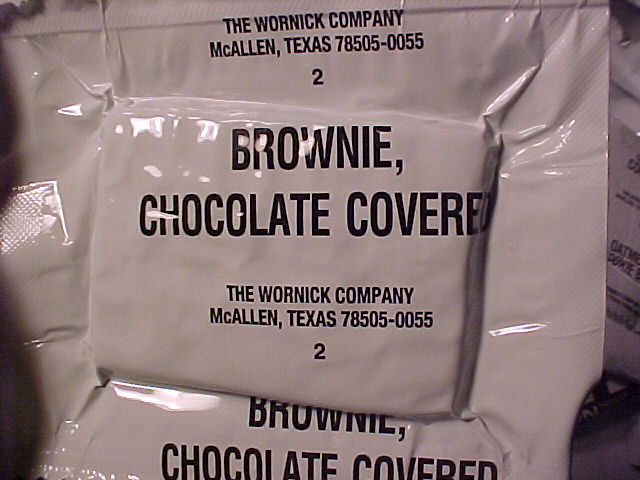 THE WORNICK COMPANY
McALLEN, TEXAS 78505-0055
2
BROWNIE,
CHOCOLATE COVERED
THE WORNICK COMPANY
McALLEN, TEXAS 78505-0055
2
BROWNIE,
CHOCOLATE COVERED